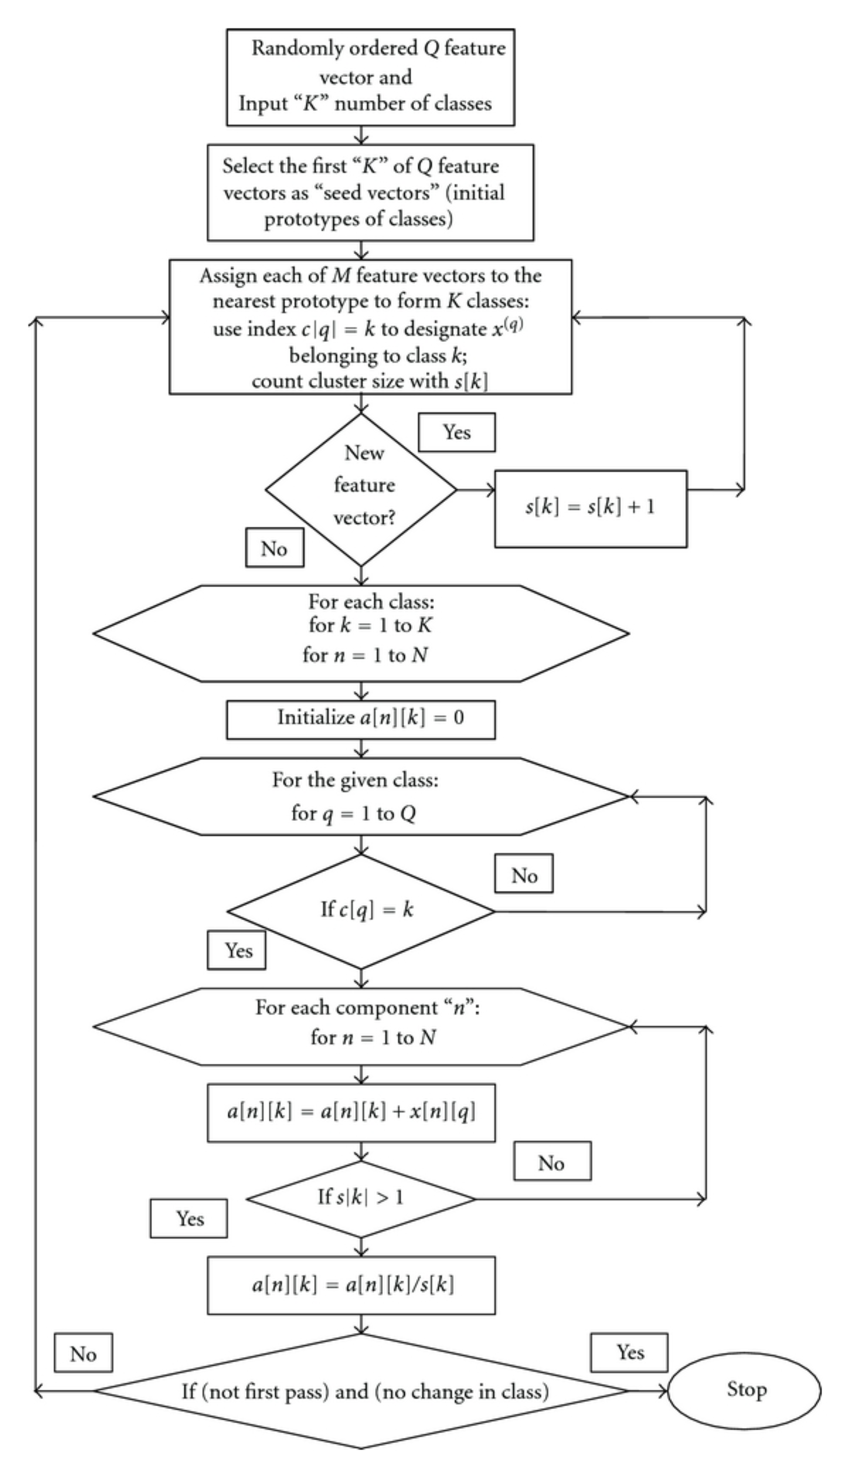 Randomly ordered Q feature
vector and
Input “K” number of classes
Select the first “K” of Q feature
vectors as “seed vectors” (initial
prototypes of classes)
Assign each of M feature vectors to the
nearest prototype to form K classes:
use index c|q| = k to designate x^(q)
belonging to class k;
count cluster size with s[k]
Yes
New
feature
vector?
s[k] = s[k] + 1
No
For each class:
for k = 1 to K
for n = 1 to N
Initialize a[n][k] = 0
For the given class:
for q = 1 to Q
No
If c[q] = k
Yes
For each component “n”:
for n = 1 to N
a[n][k] = a[n][k] + x[n][q]
No
If s|k| > 1
Yes
a[n][k] = a[n][k]/s[k]
No
Yes
If (not first pass) and (no change in class)
Stop